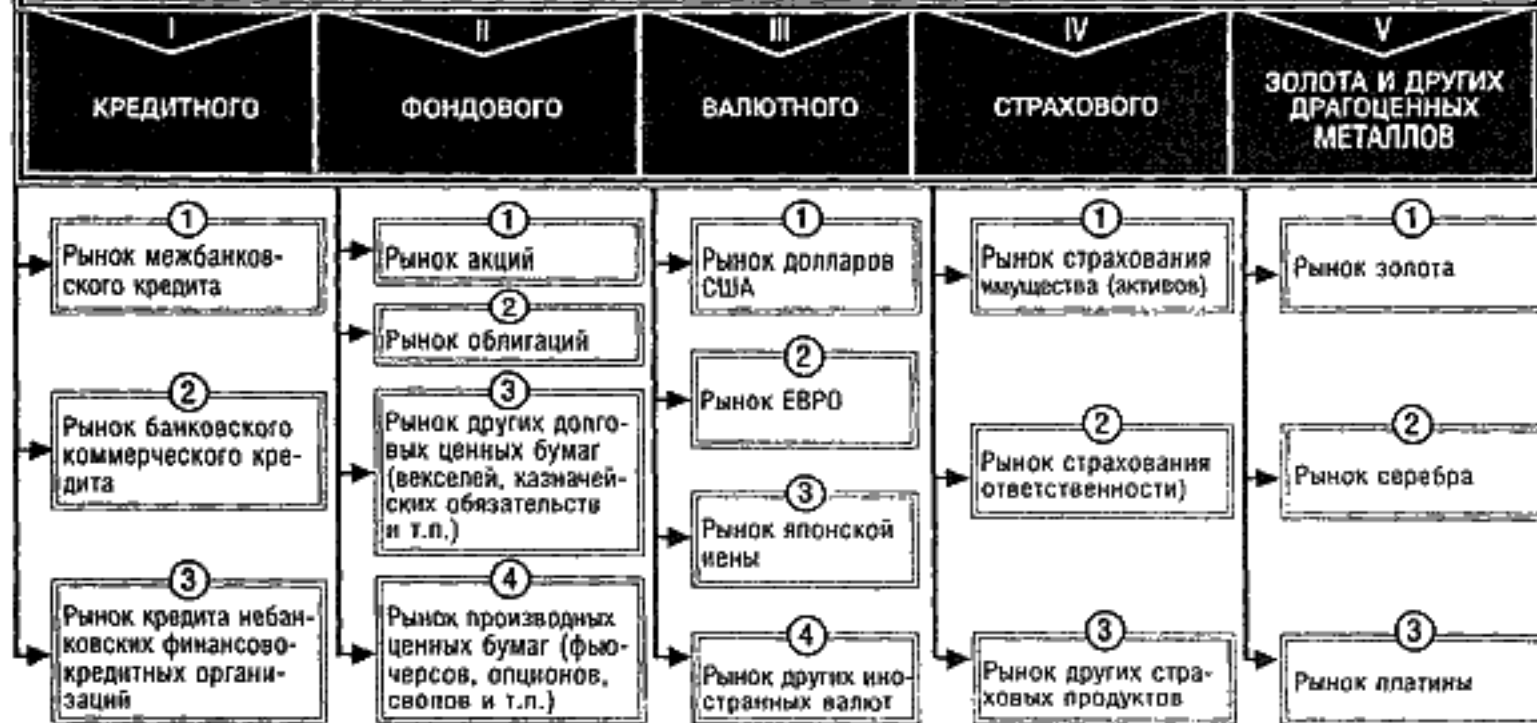 I
КРЕДИТНОГО
II
ФОНДОВОГО
III
ВАЛЮТНОГО
IV
СТРАХОВОГО
V
ЗОЛОТА И ДРУГИХ
ДРАГОЦЕННЫХ
МЕТАЛЛОВ
1
Рынок межбанков-
ского кредита
2
Рынок банковского
коммерческого кре-
дита
3
Рынок кредита небан-
ковских финансово-
кредитных органи-
заций
1
Рынок акций
2
Рынок облигаций
3
Рынок других долго-
вых ценных бумаг
(векселей, казначей-
ских обязательств
и т.п.)
4
Рынок производных
ценных бумаг (фью-
черсов, опционов,
свопов и т.п.)
1
Рынок долларов
США
2
Рынок ЕВРО
3
Рынок японской
иены
4
Рынок других ино-
странных валют
1
Рынок страхования
имущества (активов)
2
Рынок страхования
ответственности)
3
Рынок других стра-
ховых продуктов
1
Рынок золота
2
Рынок серебра
3
Рынок платины